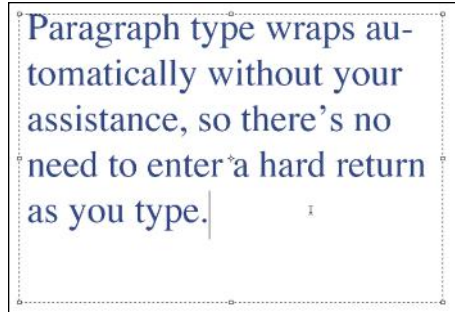 Paragraph type wraps au-
tomatically without your
assistance, so there’s no
need to enter a hard return
as you type.